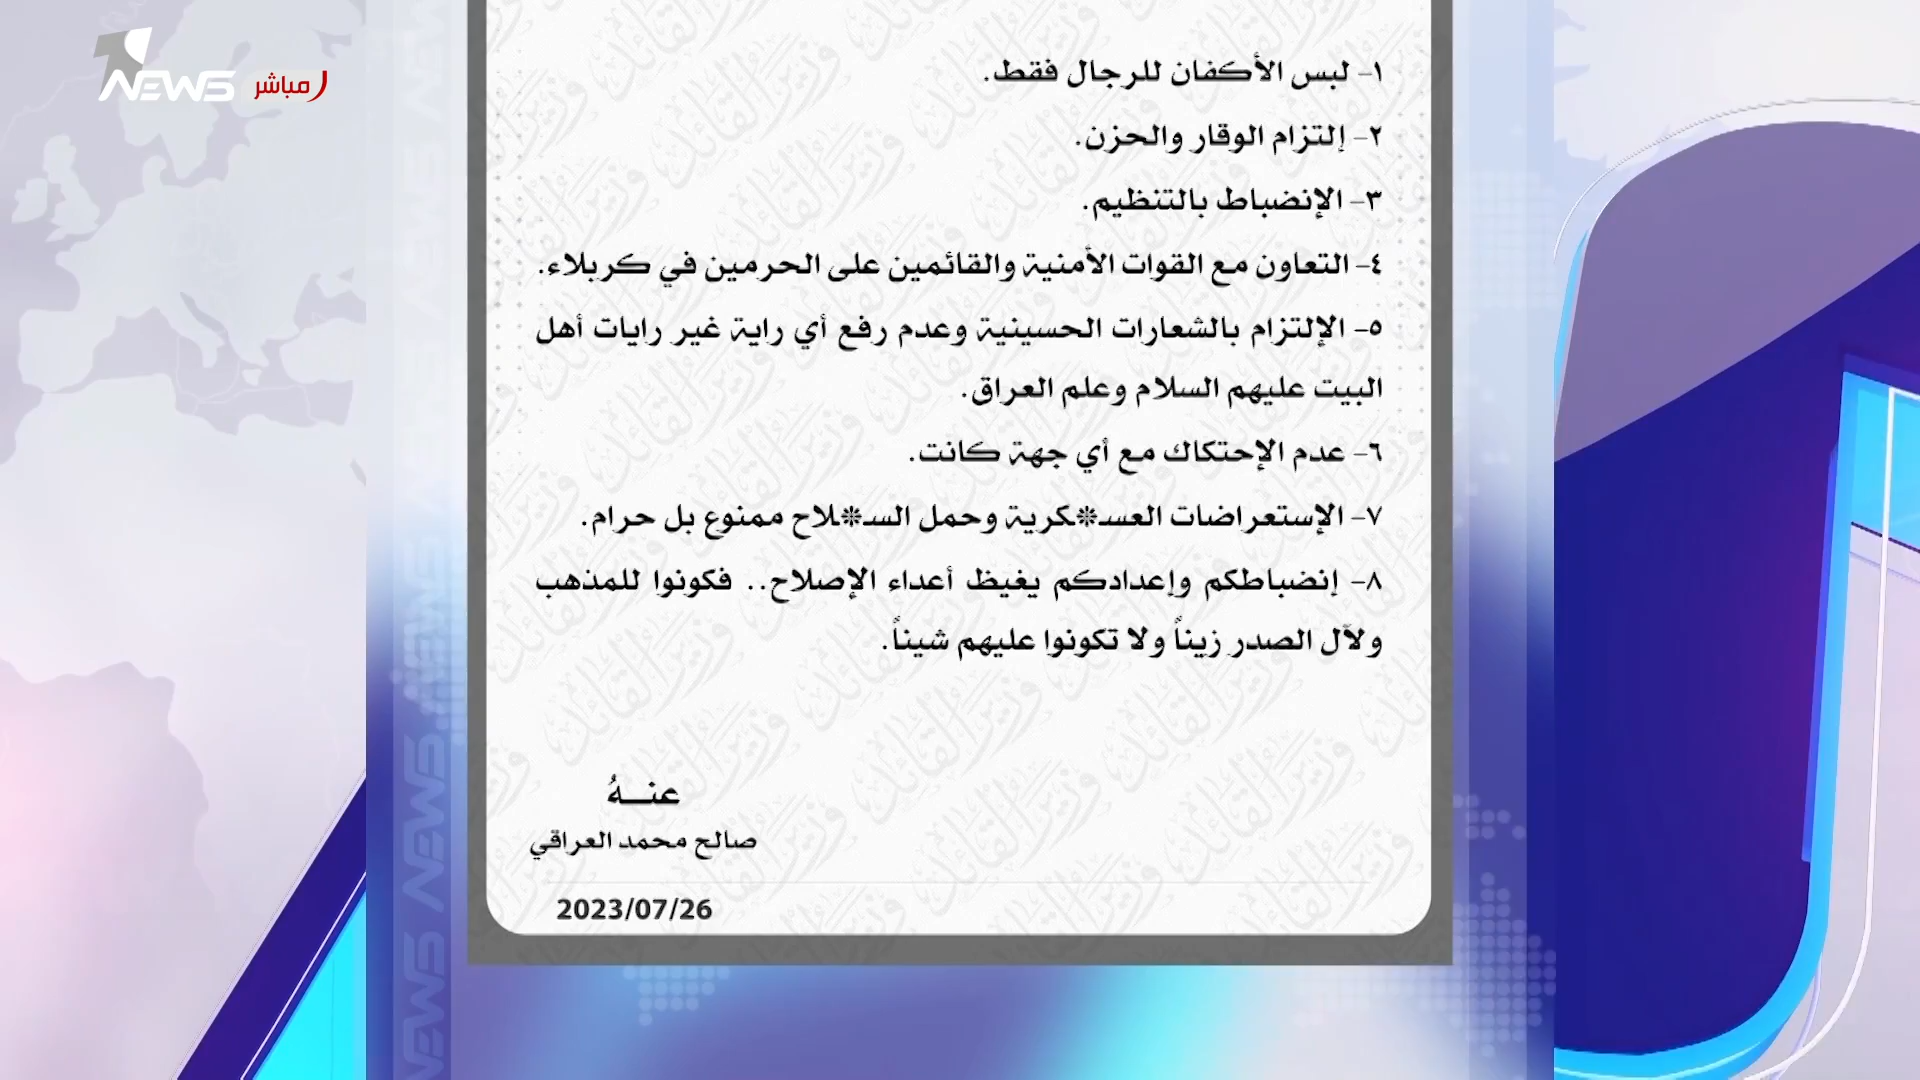 NEWS مباشر
١- لبس الأكفان للرجال فقط.
٢- إلتزام الوقار والحزن.
٣- الإنضباط بالتنظيم.
٤- التعاون مع القوات الأمنية والقائمين على الحرمين في كربلاء.
٥- الإلتزام بالشعارات الحسينية وعدم رفع أي راية غير رايات أهل
البيت عليهم السلام وعلم العراق.
٦- عدم الإحتكاك مع أي جهة كانت.
٧- الإستعراضات العسـ*ـكرية وحمل السـ*ـلاح ممنوع بل حرام.
٨- إنضباطكم وإعدادكم يغيظ أعداء الإصلاح.. فكونوا للمذهب
ولآل الصدر زيناً ولا تكونوا عليهم شيناً.
عنـــهُ
صالح محمد العراقي
2023/07/26